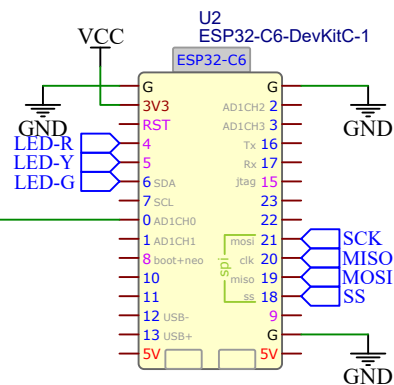 U2
ESP32-C6-DevKitC-1
VCC
ESP32-C6
G G
3V3 AD1CH2 2
GND RST AD1CH3 3 GND
LED-R 4 Tx 16
LED-Y 5 Rx 17
LED-G 6 SDA jtag 15
7 SCL 23
0 AD1CH0 22
1 AD1CH1 mosi 21 SCK
8 boot+neo clk 20 MISO
10 miso 19 MOSI
11 ss 18 SS
spi
12 USB- 9
13 USB+ G
5V 5V
GND